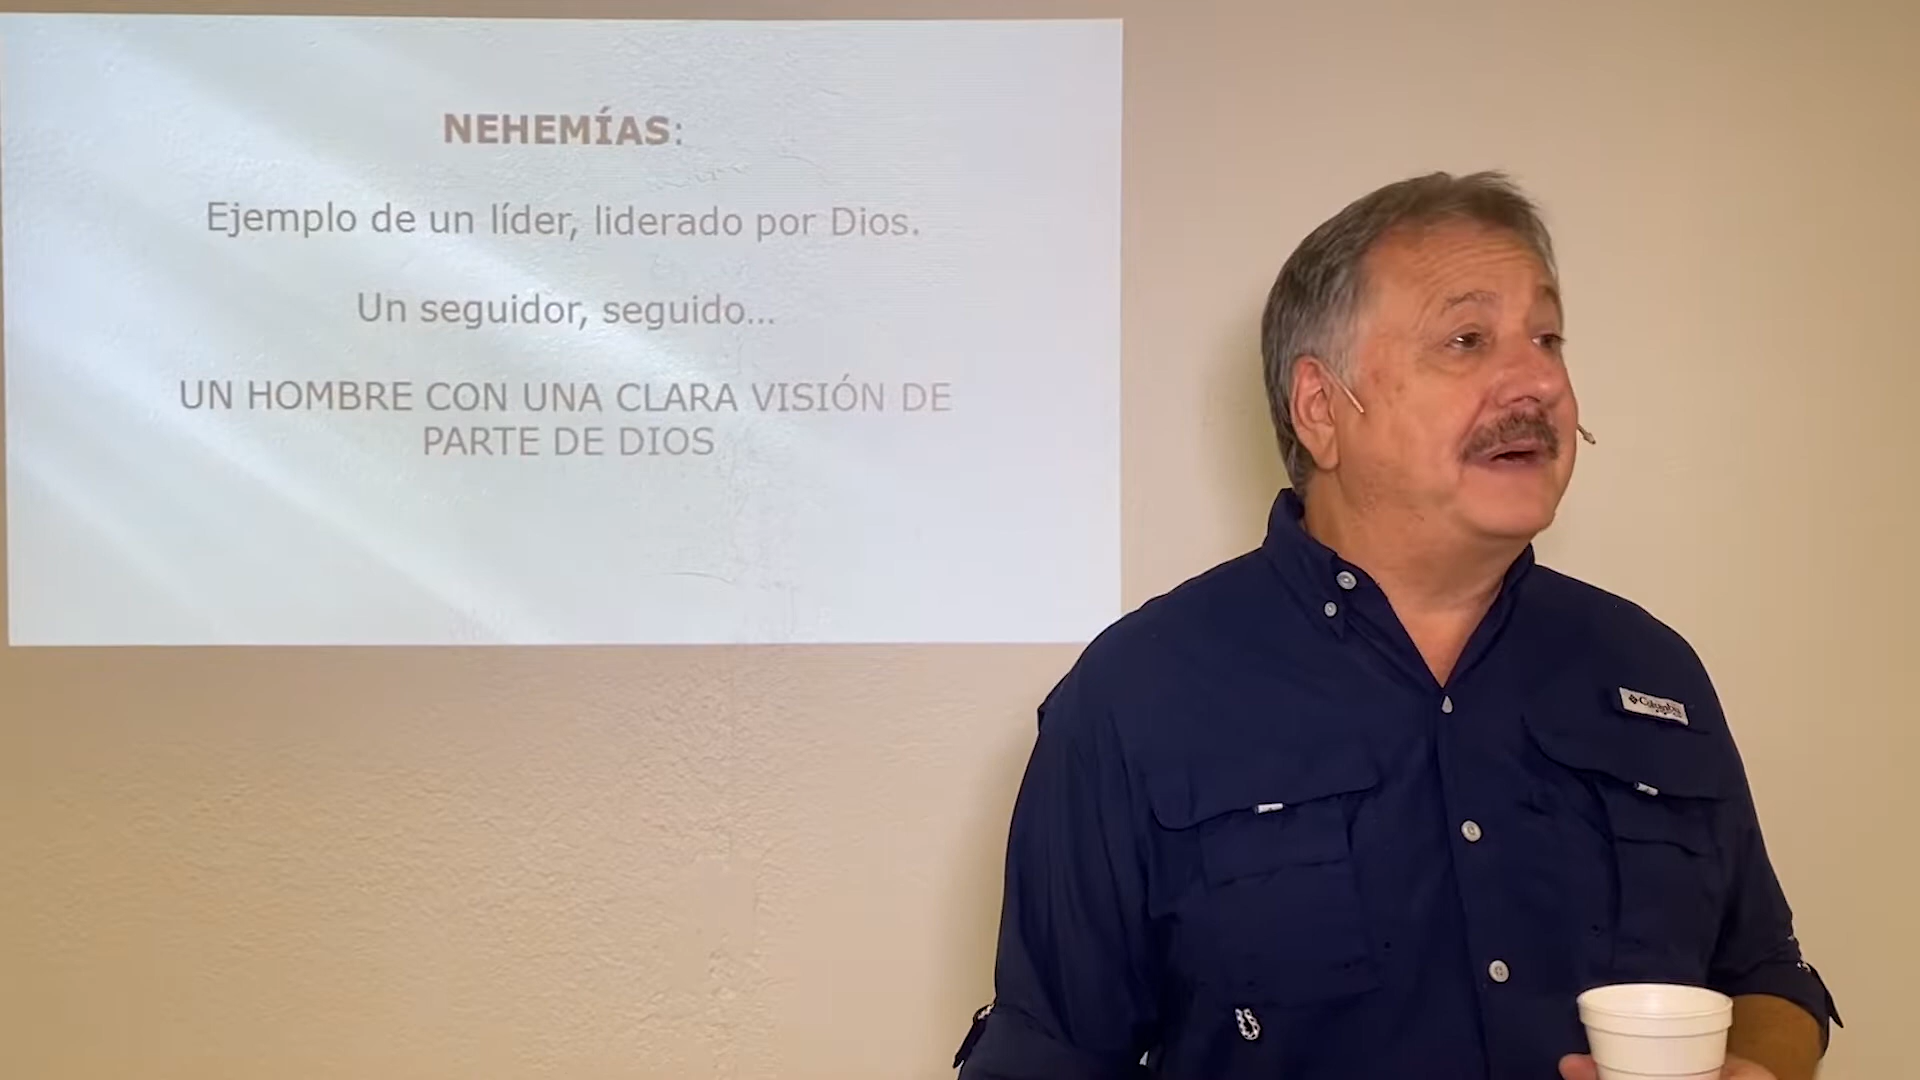 NEHEMÍAS:
Ejemplo de un líder, liderado por Dios.
Un seguidor, seguido...
UN HOMBRE CON UNA CLARA VISIÓN DE
PARTE DE DIOS
Columbia